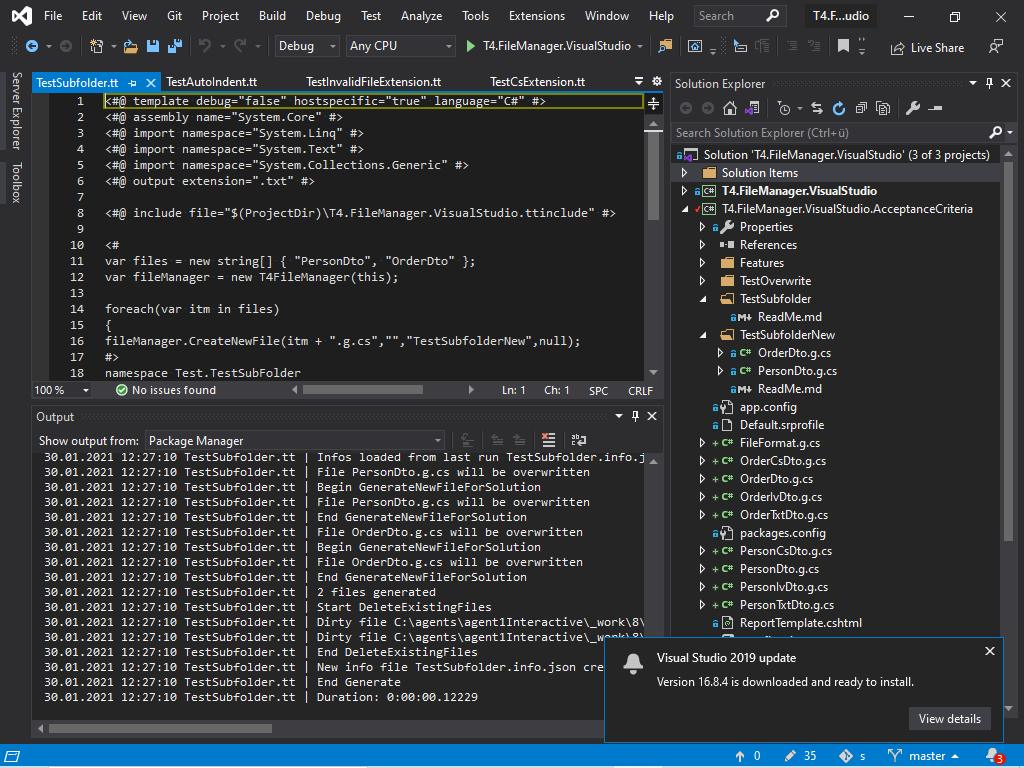 File Edit View Git Project Build Debug Test Analyze Tools Extensions Window Help Search T4.F...udio
Debug Any CPU T4.FileManager.VisualStudio Live Share
Server Explorer
Toolbox
TestSubfolder.tt TestAutoIndent.tt TestInvalidFileExtension.tt TestCsExtension.tt
1 <#@ template debug="false" hostspecific="true" language="C#" #>
2 <#@ assembly name="System.Core" #>
3 <#@ import namespace="System.Linq" #>
4 <#@ import namespace="System.Text" #>
5 <#@ import namespace="System.Collections.Generic" #>
6 <#@ output extension=".txt" #>
7
8 <#@ include file="$(ProjectDir)\T4.FileManager.VisualStudio.ttinclude" #>
9
10 <#
11 var files = new string[] { "PersonDto", "OrderDto" };
12 var fileManager = new T4FileManager(this);
13
14 foreach(var itm in files)
15 {
16 fileManager.CreateNewFile(itm + ".g.cs","","TestSubfolderNew",null);
17 #>
18 namespace Test.TestSubFolder
100 % No issues found Ln: 1 Ch: 1 SPC CRLF
Output
Show output from: Package Manager
30.01.2021 12:27:10 TestSubfolder.tt | Infos loaded from last run TestSubfolder.info.j
30.01.2021 12:27:10 TestSubfolder.tt | File PersonDto.g.cs will be overwritten
30.01.2021 12:27:10 TestSubfolder.tt | Begin GenerateNewFileForSolution
30.01.2021 12:27:10 TestSubfolder.tt | File PersonDto.g.cs will be overwritten
30.01.2021 12:27:10 TestSubfolder.tt | End GenerateNewFileForSolution
30.01.2021 12:27:10 TestSubfolder.tt | File OrderDto.g.cs will be overwritten
30.01.2021 12:27:10 TestSubfolder.tt | Begin GenerateNewFileForSolution
30.01.2021 12:27:10 TestSubfolder.tt | File OrderDto.g.cs will be overwritten
30.01.2021 12:27:10 TestSubfolder.tt | End GenerateNewFileForSolution
30.01.2021 12:27:10 TestSubfolder.tt | 2 files generated
30.01.2021 12:27:10 TestSubfolder.tt | Start DeleteExistingFiles
30.01.2021 12:27:10 TestSubfolder.tt | Dirty file C:\agents\agent1Interactive\_work\8\
30.01.2021 12:27:10 TestSubfolder.tt | Dirty file C:\agents\agent1Interactive\_work\8\
30.01.2021 12:27:10 TestSubfolder.tt | End DeleteExistingFiles
30.01.2021 12:27:10 TestSubfolder.tt | New info file TestSubfolder.info.json cre
30.01.2021 12:27:10 TestSubfolder.tt | End Generate
30.01.2021 12:27:10 TestSubfolder.tt | Duration: 0:00:00.12229
Solution Explorer
Search Solution Explorer (Ctrl+ü)
Solution 'T4.FileManager.VisualStudio' (3 of 3 projects)
Solution Items
C# T4.FileManager.VisualStudio
C# T4.FileManager.VisualStudio.AcceptanceCriteria
Properties
References
Features
TestOverwrite
TestSubfolder
M+ ReadMe.md
TestSubfolderNew
C# OrderDto.g.cs
C# PersonDto.g.cs
M+ ReadMe.md
app.config
Default.srprofile
+ C# FileFormat.g.cs
+ C# OrderCsDto.g.cs
+ C# OrderDto.g.cs
+ C# OrderIvDto.g.cs
+ C# OrderTxtDto.g.cs
packages.config
+ C# PersonCsDto.g.cs
+ C# PersonDto.g.cs
+ C# PersonIvDto.g.cs
+ C# PersonTxtDto.g.cs
ReportTemplate.cshtml
Visual Studio 2019 update
Version 16.8.4 is downloaded and ready to install.
View details
0 35 s master 3